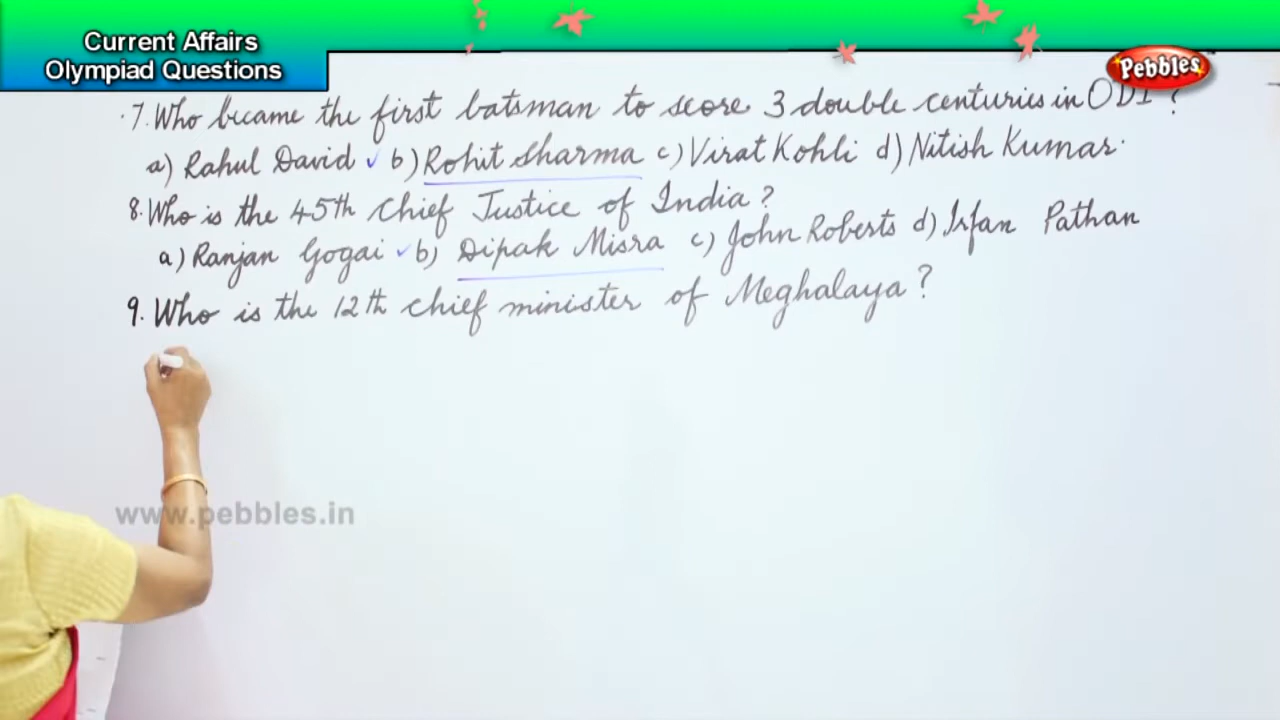 Current Affairs
Olympiad Questions
Pebbles
7. Who became the first batsman to score 3 double centuries in ODI ?
a) Rahul David ✓ b) Rohit Sharma c) Virat Kohli d) Nitish Kumar.
8. Who is the 45th Chief Justice of India ?
a) Ranjan Gogai ✓ b) Dipak Misra c) John Roberts d) Irfan Pathan
9. Who is the 12th chief minister of Meghalaya ?
www.pebbles.in